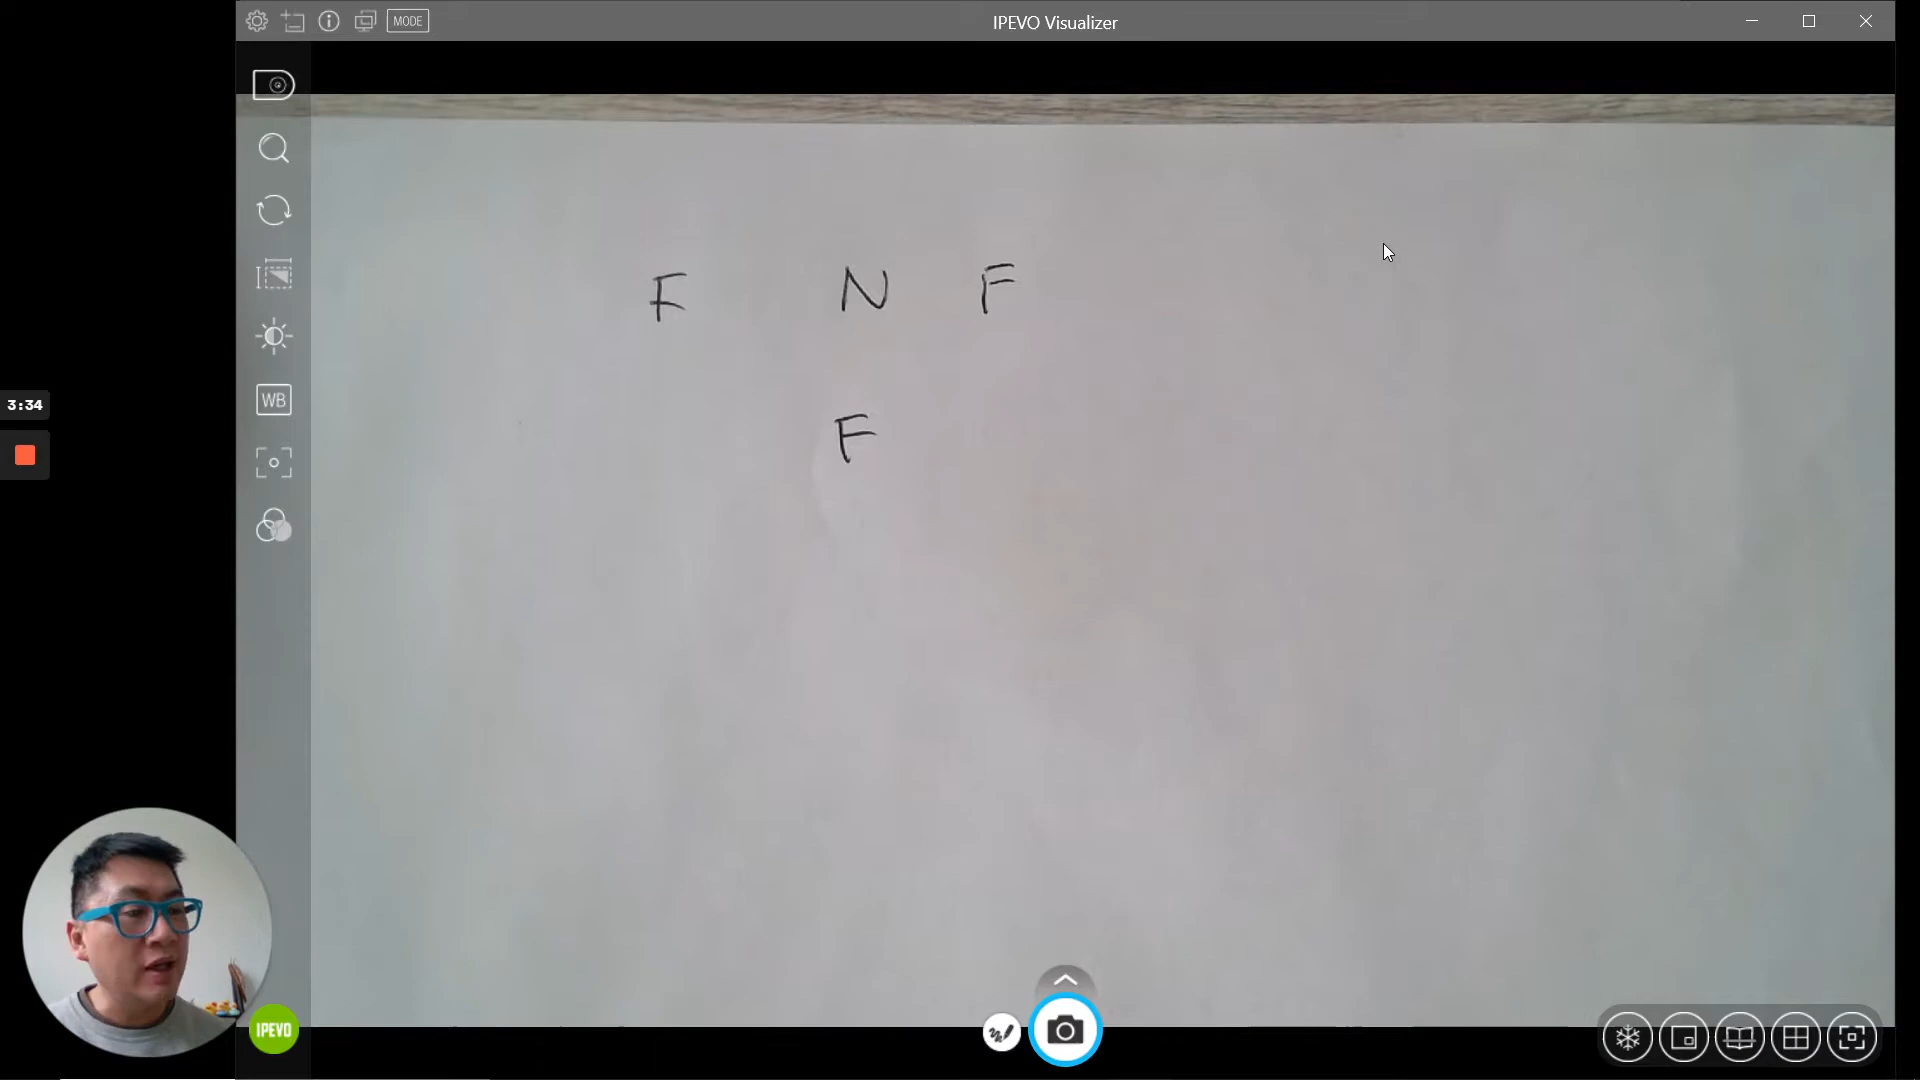 MODE
IPEVO Visualizer
WB
3:34
F N F
F
IPEVO